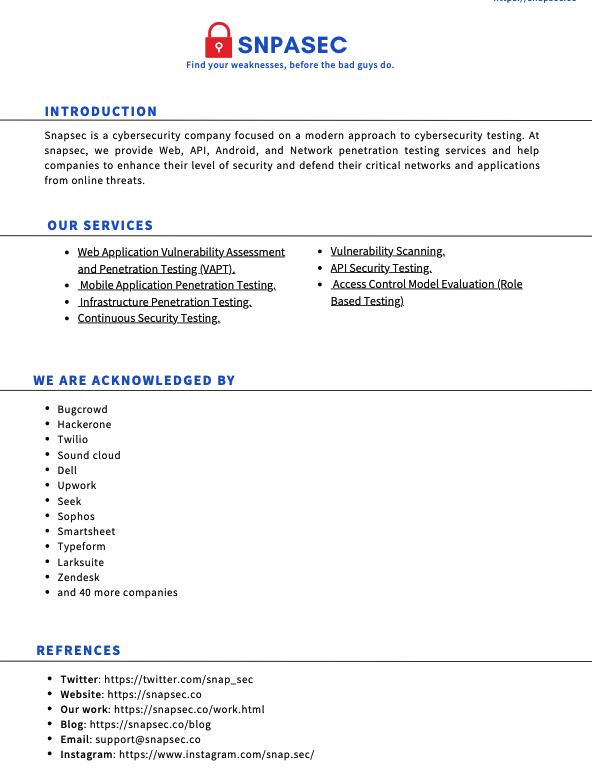 SNPASEC
Find your weaknesses, before the bad guys do.
INTRODUCTION
Snapsec is a cybersecurity company focused on a modern approach to cybersecurity testing. At
snapsec, we provide Web, API, Android, and Network penetration testing services and help
companies to enhance their level of security and defend their critical networks and applications
from online threats.
OUR SERVICES
• Web Application Vulnerability Assessment
and Penetration Testing (VAPT).
• Mobile Application Penetration Testing.
• Infrastructure Penetration Testing.
• Continuous Security Testing.
• Vulnerability Scanning.
• API Security Testing.
• Access Control Model Evaluation (Role
Based Testing)
WE ARE ACKNOWLEDGED BY
• Bugcrowd
• Hackerone
• Twilio
• Sound cloud
• Dell
• Upwork
• Seek
• Sophos
• Smartsheet
• Typeform
• Larksuite
• Zendesk
• and 40 more companies
REFRENCES
• Twitter: https://twitter.com/snap_sec
• Website: https://snapsec.co
• Our work: https://snapsec.co/work.html
• Blog: https://snapsec.co/blog
• Email: support@snapsec.co
• Instagram: https://www.instagram.com/snap.sec/